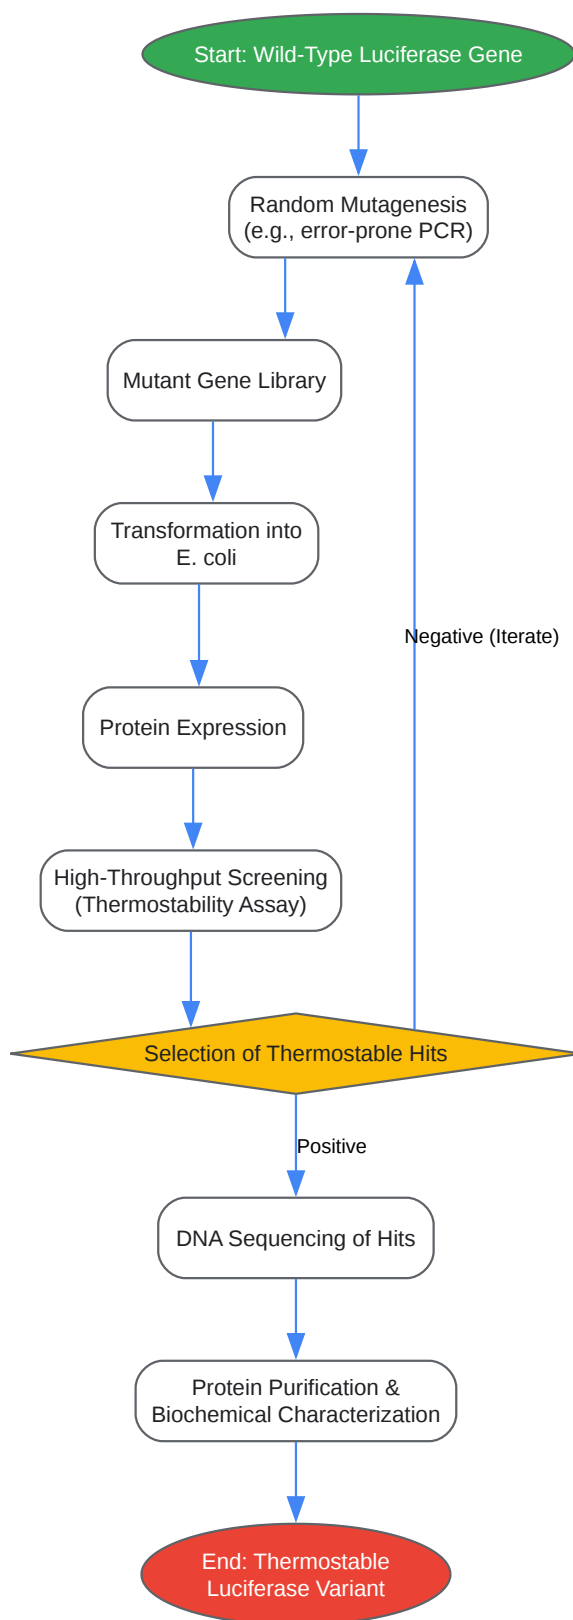 Start: Wild-Type Luciferase Gene
Random Mutagenesis
(e.g., error-prone PCR)
Mutant Gene Library
Transformation into
E. coli
Negative (Iterate)
Protein Expression
High-Throughput Screening
(Thermostability Assay)
Selection of Thermostable Hits
Positive
DNA Sequencing of Hits
Protein Purification &
Biochemical Characterization
End: Thermostable
Luciferase Variant